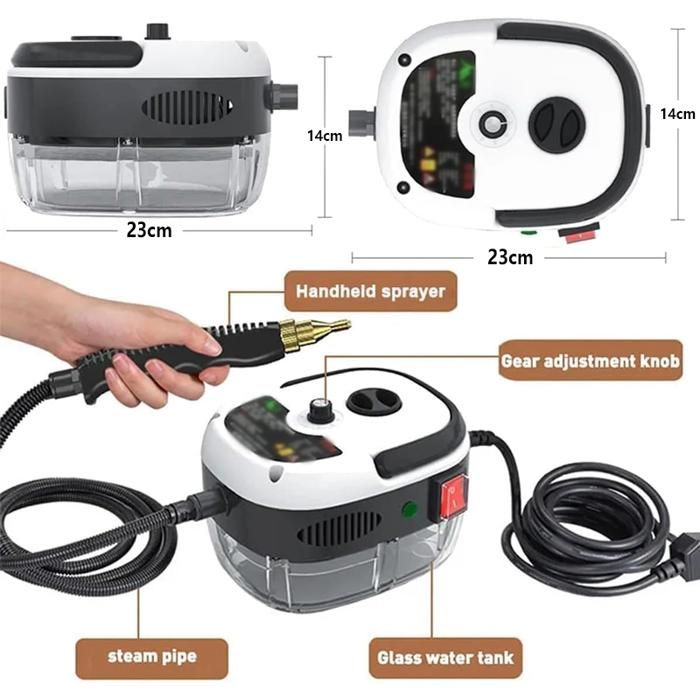 14cm
23cm
14cm
23cm
Handheld sprayer
Gear adjustment knob
steam pipe
Glass water tank